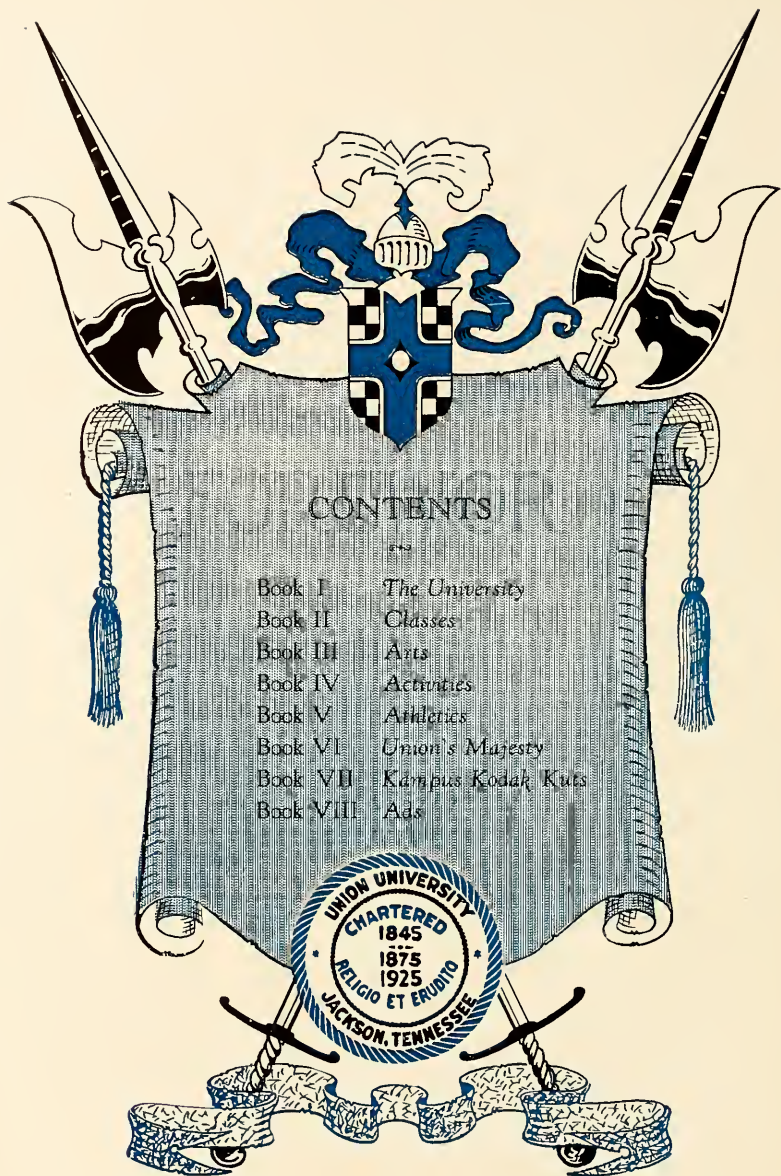 CONTENTS
Book I The University
Book II Classes
Book III Arts
Book IV Activities
Book V Athletics
Book VI Union's Majesty
Book VII Kampus Kodak Kuts
Book VIII Ads
UNION UNIVERSITY
CHARTERED
1845
1875
1925
RELIGIO ET ERUDITO
JACKSON, TENNESSEE